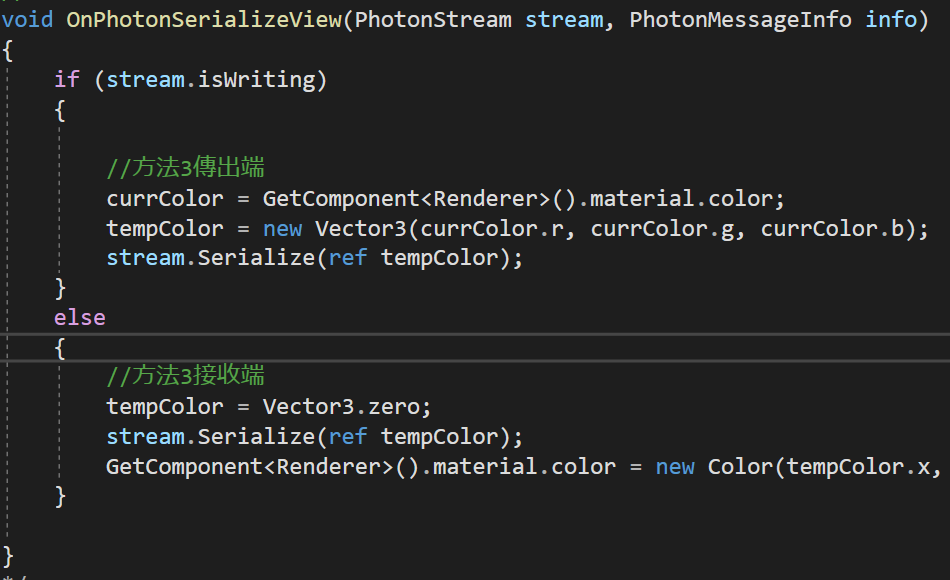 void OnPhotonSerializeView(PhotonStream stream, PhotonMessageInfo info)
{
if (stream.isWriting)
{
//方法3傳出端
currColor = GetComponent<Renderer>().material.color;
tempColor = new Vector3(currColor.r, currColor.g, currColor.b);
stream.Serialize(ref tempColor);
}
else
{
//方法3接收端
tempColor = Vector3.zero;
stream.Serialize(ref tempColor);
GetComponent<Renderer>().material.color = new Color(tempColor.x,
}
}